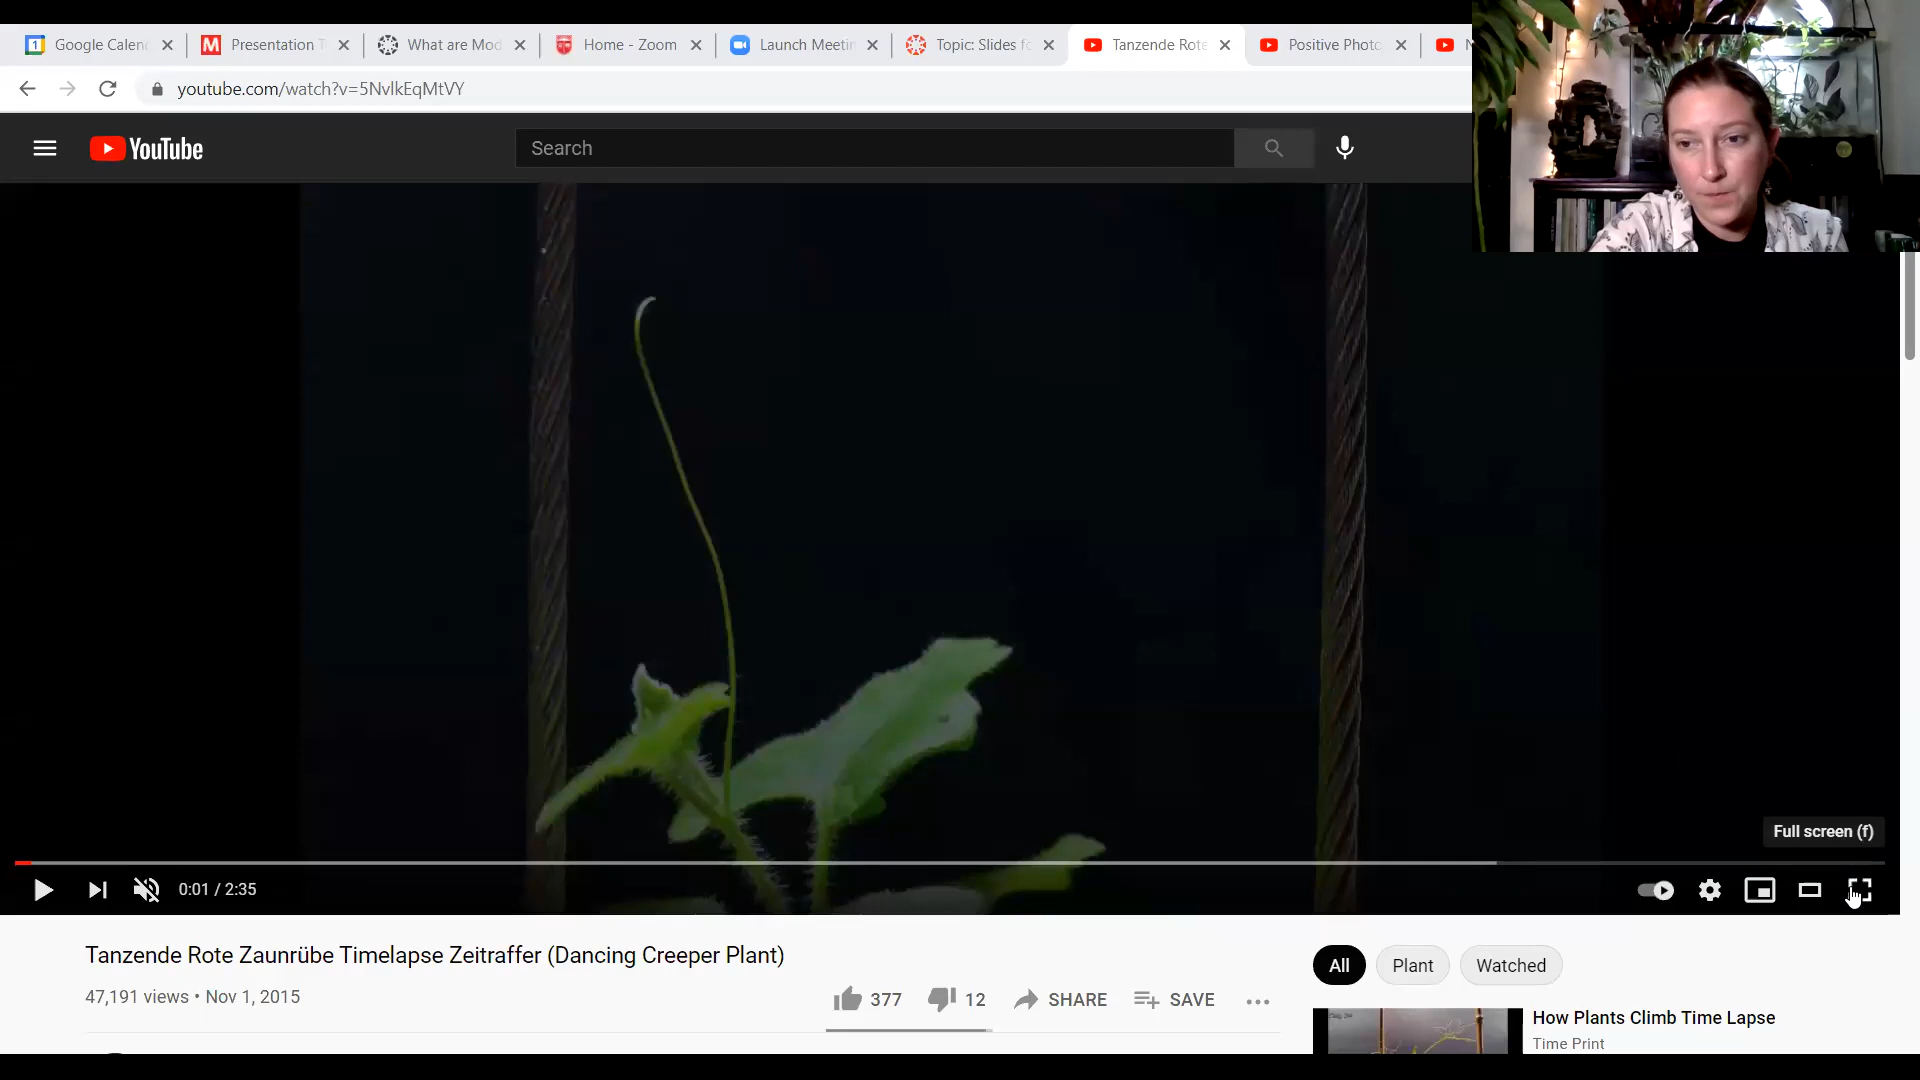 1 Google Calen
Presentation T
What are Mod
Home - Zoom
Launch Meetin
Topic: Slides fo
Tanzende Rote
Positive Photo
youtube.com/watch?v=5NvlkEqMtVY
YouTube
Search
Full screen (f)
0:01 / 2:35
Tanzende Rote Zaunrübe Timelapse Zeitraffer (Dancing Creeper Plant)
47,191 views • Nov 1, 2015
377
12
SHARE
SAVE
All
Plant
Watched
How Plants Climb Time Lapse
Time Print